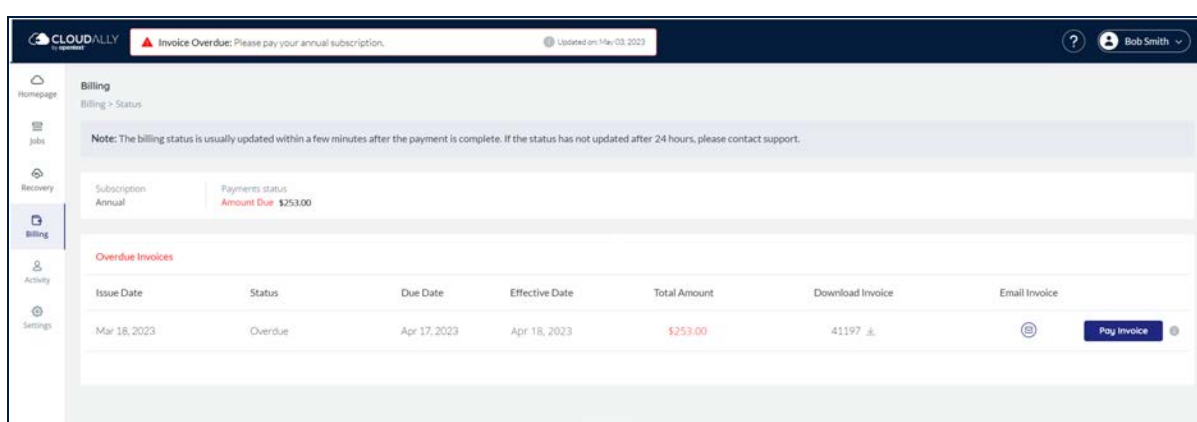 CLOUDALLY
by opentext
Invoice Overdue: Please pay your annual subscription.
Updated on: May 03, 2023
?
Bob Smith
Homepage
Jobs
Recovery
Billing
Activity
Settings
Billing
Billing > Status
Note: The billing status is usually updated within a few minutes after the payment is complete. If the status has not updated after 24 hours, please contact support.
Subscription
Annual
Payments status
Amount Due $253.00
Overdue Invoices
Issue Date Status Due Date Effective Date Total Amount Download Invoice Email Invoice
Mar 18, 2023 Overdue Apr 17, 2023 Apr 18, 2023 $253.00 41197 Pay Invoice